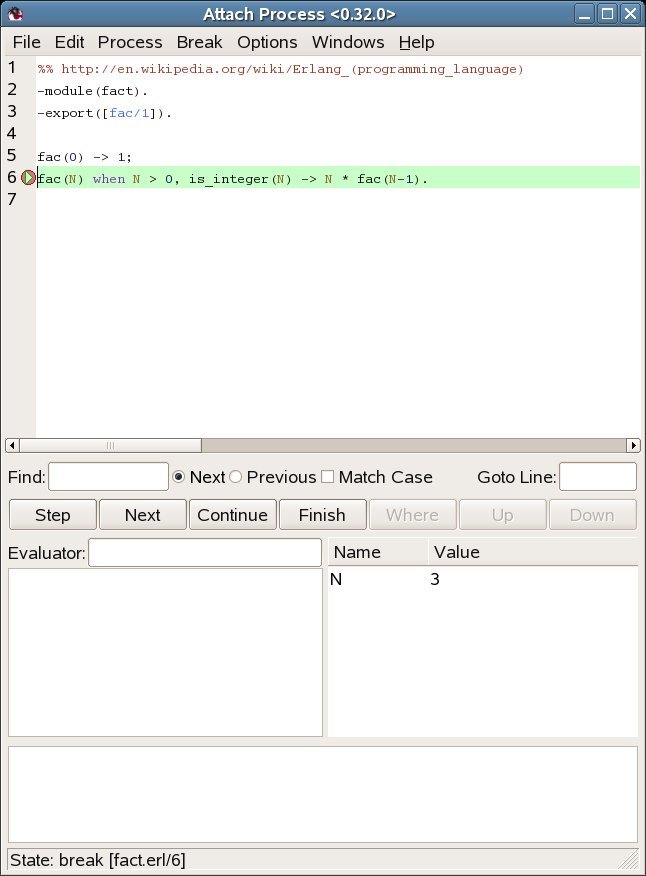 Attach Process <0.32.0>
File Edit Process Break Options Windows Help
1 %% http://en.wikipedia.org/wiki/Erlang_(programming_language)
2 -module(fact).
3 -export([fac/1]).
4
5 fac(0) -> 1;
6 fac(N) when N > 0, is_integer(N) -> N * fac(N-1).
7
Find: Next Previous Match Case Goto Line:
Step Next Continue Finish Where Up Down
Evaluator: Name Value
N 3
State: break [fact.erl/6]